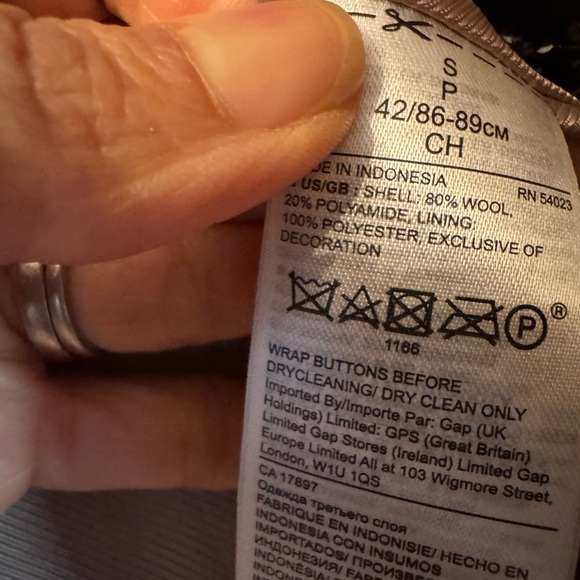 S
P
42/86-89CM
CH
DE IN INDONESIA RN 54023
US/GB : SHELL: 80% WOOL,
20% POLYAMIDE, LINING:
100% POLYESTER, EXCLUSIVE OF
DECORATION
P ®
1166
WRAP BUTTONS BEFORE
DRYCLEANING/ DRY CLEAN ONLY
Imported By/Importe Par: Gap (UK
Holdings) Limited: GPS (Great Britain)
Limited Gap Stores (Ireland) Limited Gap
Europe Limited All at 103 Wigmore Street,
London, W1U 1QS
CA 17897
Одежда третьего слоя
FABRIQUE EN INDONISIE/ HECHO EN
INDONESIA CON INSUMOS
IMPORTADOS/
ИНДОНЕЗИЯ/